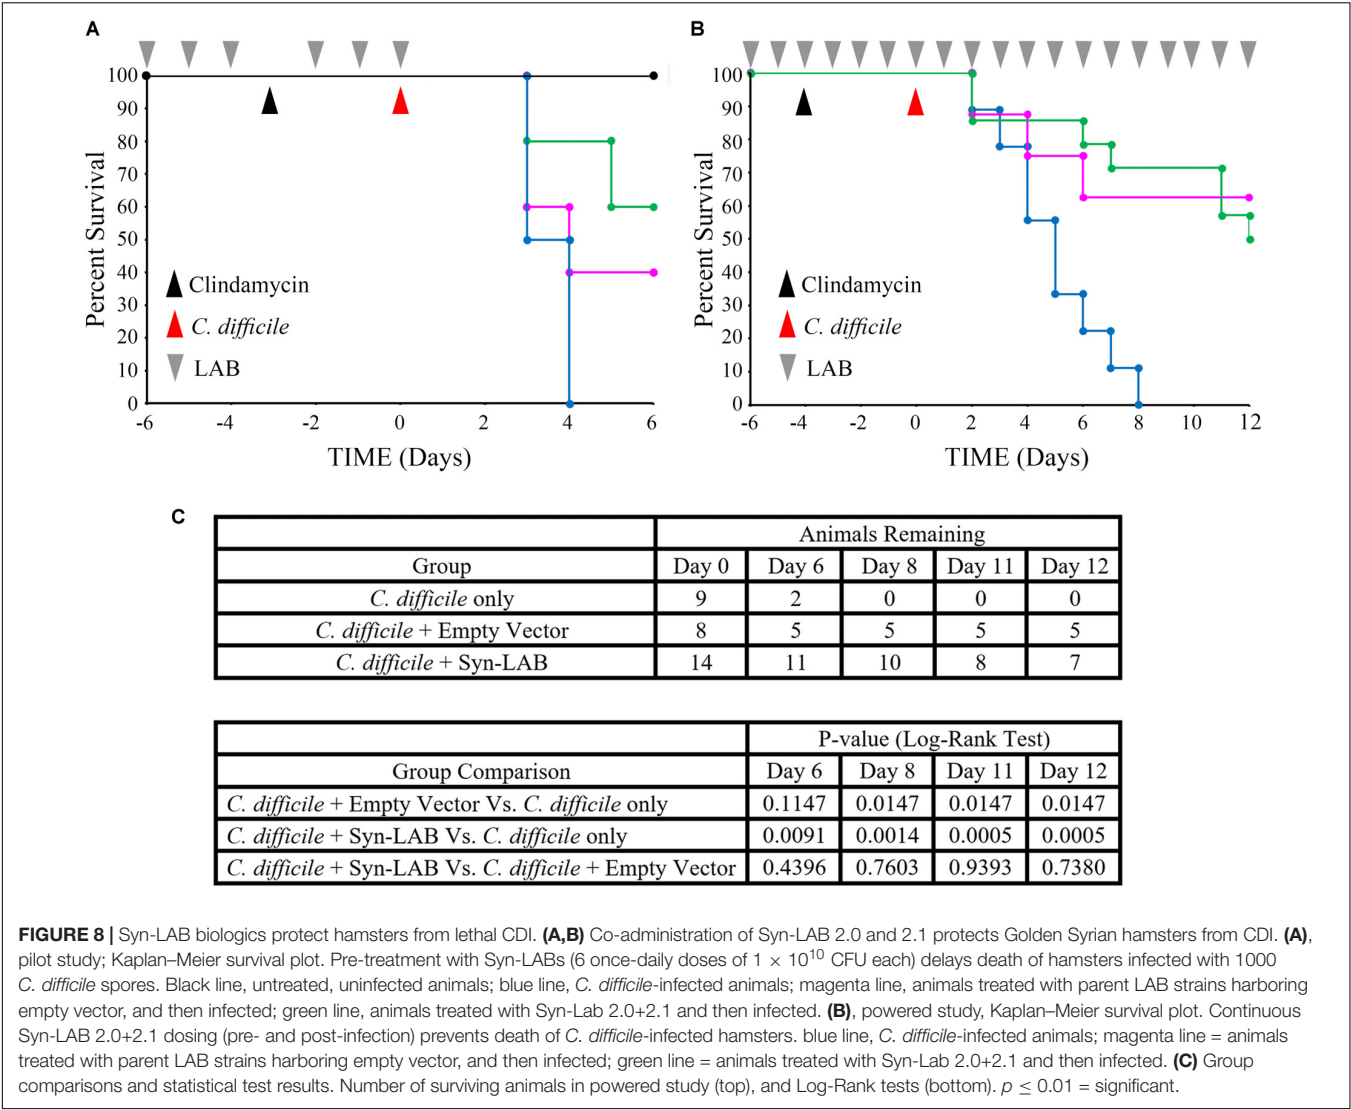 A
B
100
90
80
70
60
50
40
30
20
10
0
Percent Survival
Clindamycin
C. difficile
LAB
-6 -4 -2 0 2 4 6
TIME (Days)
100
90
80
70
60
50
40
30
20
10
0
Percent Survival
Clindamycin
C. difficile
LAB
-6 -4 -2 0 2 4 6 8 10 12
TIME (Days)
C
Animals Remaining
Group Day 0 Day 6 Day 8 Day 11 Day 12
C. difficile only 9 2 0 0 0
C. difficile + Empty Vector 8 5 5 5 5
C. difficile + Syn-LAB 14 11 10 8 7
P-value (Log-Rank Test)
Group Comparison Day 6 Day 8 Day 11 Day 12
C. difficile + Empty Vector Vs. C. difficile only 0.1147 0.0147 0.0147 0.0147
C. difficile + Syn-LAB Vs. C. difficile only 0.0091 0.0014 0.0005 0.0005
C. difficile + Syn-LAB Vs. C. difficile + Empty Vector 0.4396 0.7603 0.9393 0.7380
FIGURE 8 | Syn-LAB biologics protect hamsters from lethal CDI. (A,B) Co-administration of Syn-LAB 2.0 and 2.1 protects Golden Syrian hamsters from CDI. (A),
pilot study; Kaplan–Meier survival plot. Pre-treatment with Syn-LABs (6 once-daily doses of 1 × 10¹⁰ CFU each) delays death of hamsters infected with 1000
C. difficile spores. Black line, untreated, uninfected animals; blue line, C. difficile-infected animals; magenta line, animals treated with parent LAB strains harboring
empty vector, and then infected; green line, animals treated with Syn-Lab 2.0+2.1 and then infected. (B), powered study, Kaplan–Meier survival plot. Continuous
Syn-LAB 2.0+2.1 dosing (pre- and post-infection) prevents death of C. difficile-infected hamsters. blue line, C. difficile-infected animals; magenta line = animals
treated with parent LAB strains harboring empty vector, and then infected; green line = animals treated with Syn-Lab 2.0+2.1 and then infected. (C) Group
comparisons and statistical test results. Number of surviving animals in powered study (top), and Log-Rank tests (bottom). p ≤ 0.01 = significant.